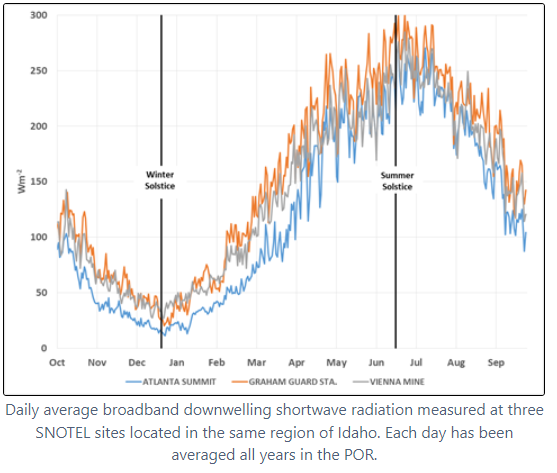 300
250
200
150
100
50
0
Wm-2
Winter
Solstice
Summer
Solstice
Oct Nov Dec Jan Feb Mar Apr May Jun Jul Aug Sep
ATLANTA SUMMIT GRAHAM GUARD STA. VIENNA MINE
Daily average broadband downwelling shortwave radiation measured at three
SNOTEL sites located in the same region of Idaho. Each day has been
averaged all years in the POR.